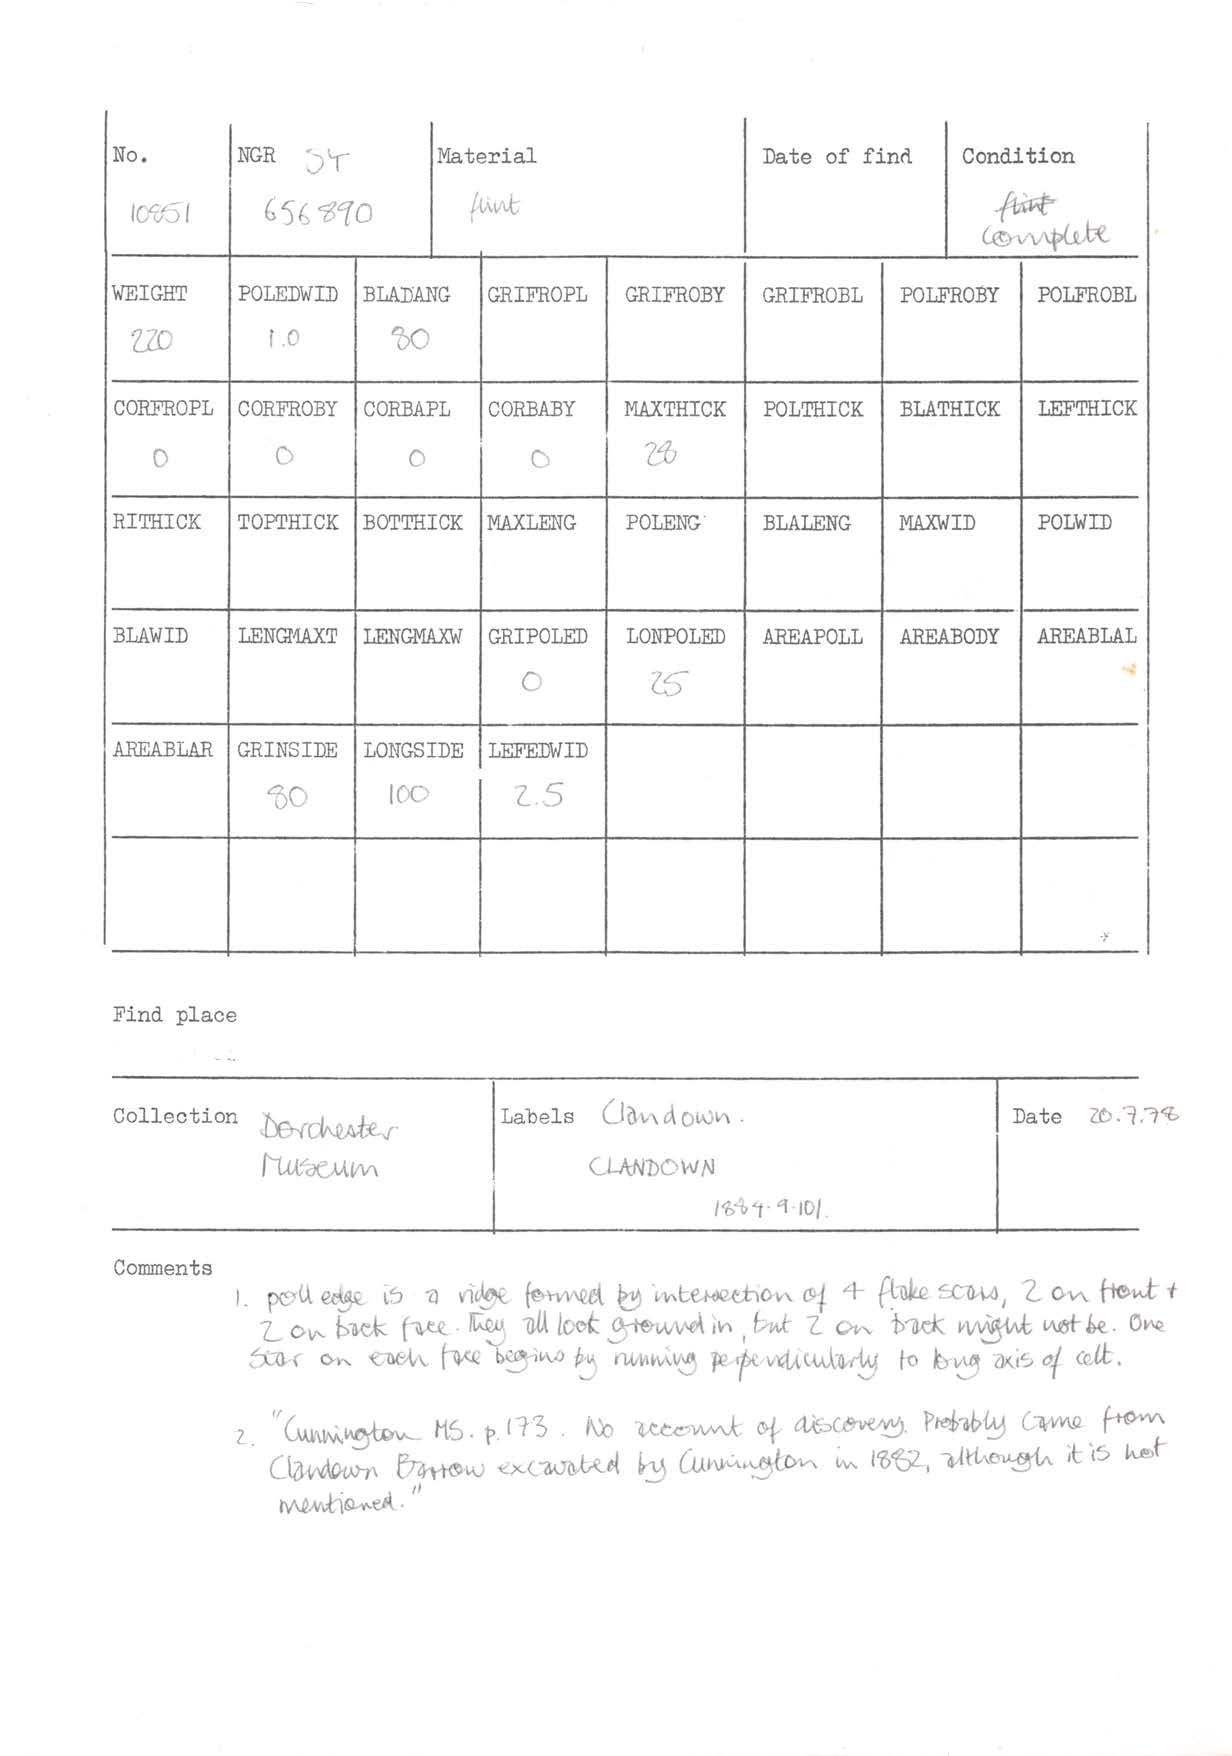 No. NGR ST Material Date of find Condition
10851 656890 flint flint
complete
WEIGHT POLEDWID BLADANG GRIFROPL GRIFROBY GRIFROBL POLFROBY POLFROBL
220 1.0 80
CORFROPL CORFROBY CORBAPL CORBABY MAXTHICK POLTHICK BLATHICK LEFTHICK
0 0 0 0 28
RITHICK TOPTHICK BOTTHICK MAXLENG POLENG BLALENG MAXWID POLWID
BLAWID LENGMAXT LENGMAXW GRIPOLED LONPOLED AREAPOLL AREABODY AREABLAL
0 25
AREABLAR GRINSIDE LONGSIDE LEFEDWID
80 100 2.5
Find place
Collection Dorchester Labels Clandown. Date 20.7.78
Museum CLANDOWN
1884.9.101.
Comments
1. poll edge is a ridge formed by intersection of 4 flake scars, 2 on front +
2 on back face. They all look ground in, but 2 on back might not be. One
scar on each face begins by running perpendicularly to long axis of celt.
2. "Cunnington MS. p.173. No account of discovery. Probably came from
Clandown Barrow excavated by Cunnington in 1882, although it is not
mentioned."